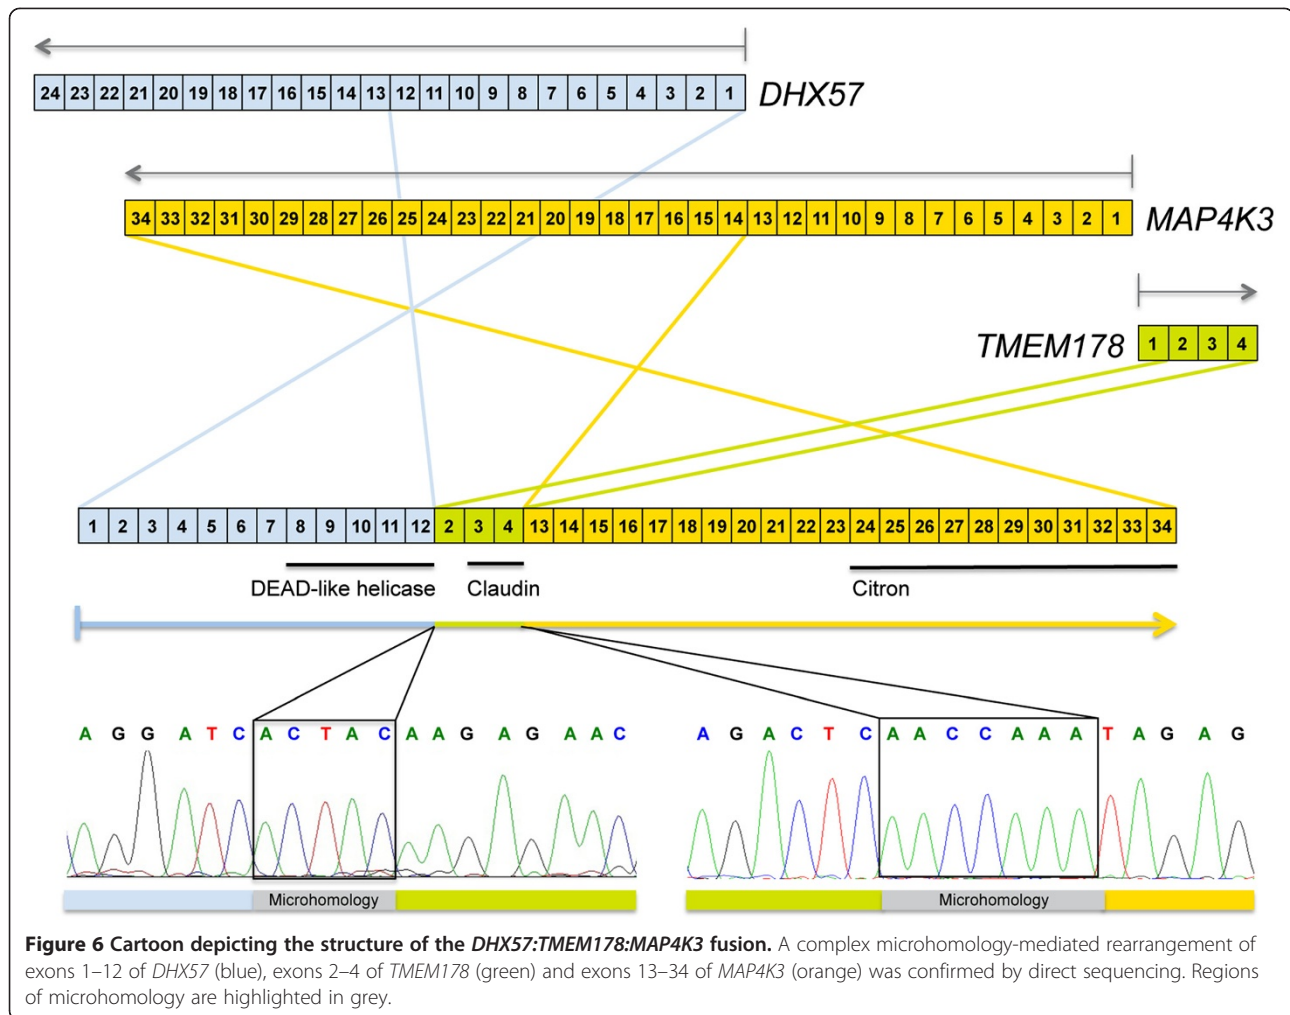 24 23 22 21 20 19 18 17 16 15 14 13 12 11 10 9 8 7 6 5 4 3 2 1 DHX57
34 33 32 31 30 29 28 27 26 25 24 23 22 21 20 19 18 17 16 15 14 13 12 11 10 9 8 7 6 5 4 3 2 1 MAP4K3
TMEM178 1 2 3 4
1 2 3 4 5 6 7 8 9 10 11 12 2 3 4 13 14 15 16 17 18 19 20 21 22 23 24 25 26 27 28 29 30 31 32 33 34
DEAD-like helicase Claudin Citron
A G G A T C A C T A C A A G A G A A C A G A C T C A A C C A A A T A G A G
Microhomology Microhomology
Figure 6 Cartoon depicting the structure of the DHX57:TMEM178:MAP4K3 fusion. A complex microhomology-mediated rearrangement of
exons 1–12 of DHX57 (blue), exons 2–4 of TMEM178 (green) and exons 13–34 of MAP4K3 (orange) was confirmed by direct sequencing. Regions
of microhomology are highlighted in grey.